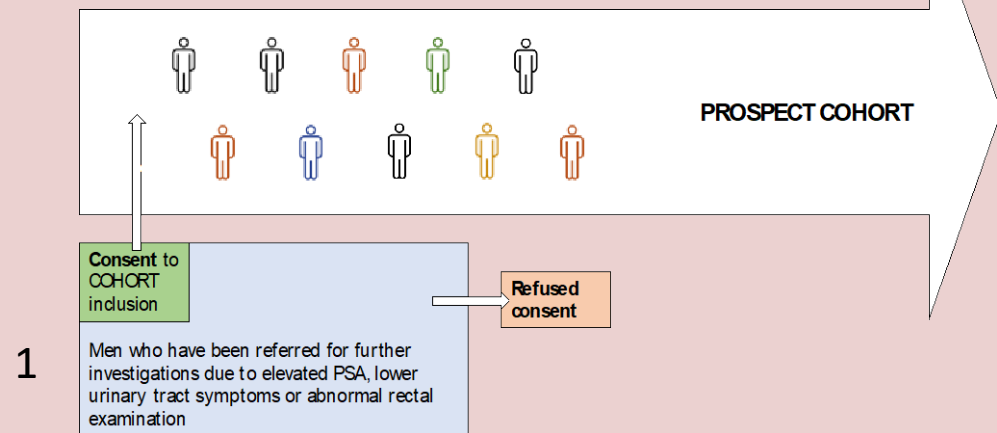 PROSPECT COHORT
Consent to
COHORT
inclusion
Refused
consent
1
Men who have been referred for further
investigations due to elevated PSA, lower
urinary tract symptoms or abnormal rectal
examination